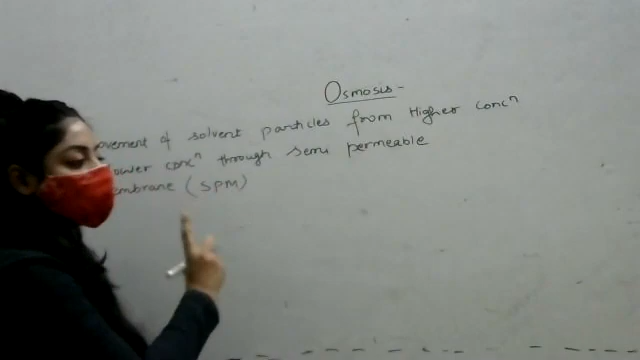 Osmosis -
ovement of solvent particles from Higher concⁿ
ower concⁿ through semi permeable
embrane (SPM)